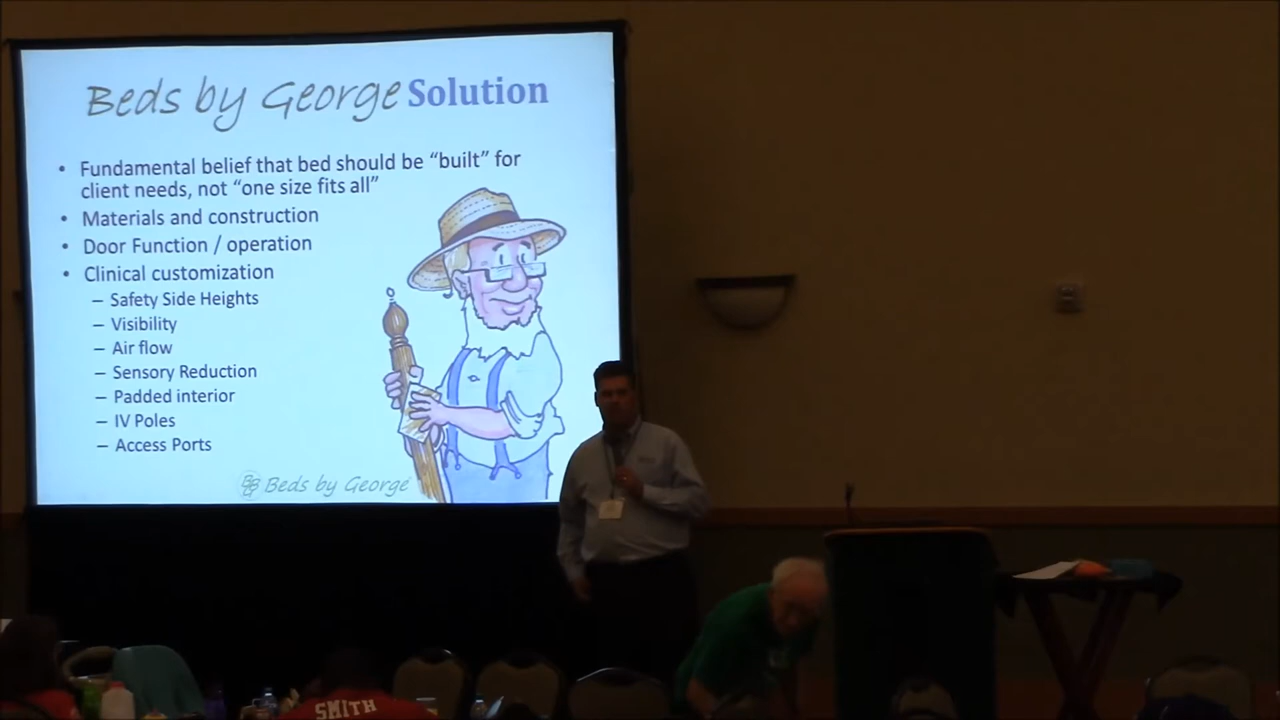 Beds by George Solution
• Fundamental belief that bed should be “built” for
client needs, not “one size fits all”
• Materials and construction
• Door Function / operation
• Clinical customization
– Safety Side Heights
– Visibility
– Air flow
– Sensory Reduction
– Padded interior
– IV Poles
– Access Ports
Beds by George
SMITH